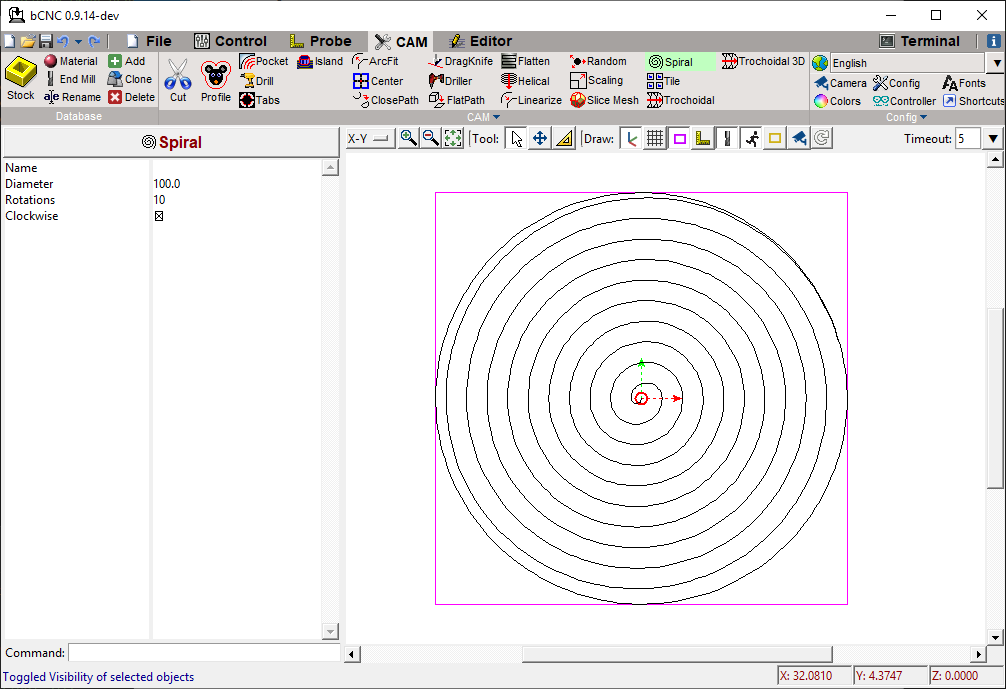 bCNC 0.9.14-dev
File Control Probe CAM Editor Terminal
Stock Material Add Cut Profile Pocket Island ArcFit DragKnife Flatten Random Spiral Trochoidal 3D English
End Mill Clone Drill Center Driller Helical Scaling Tile Camera Config Fonts
Rename Delete Tabs ClosePath FlatPath Linearize Slice Mesh Trochoidal Colors Controller Shortcuts
Database CAM Config
Spiral X-Y Tool: Draw: Timeout: 5
Name
Diameter 100.0
Rotations 10
Clockwise
Command:
Toggled Visibility of selected objects X: 32.0810 Y: 4.3747 Z: 0.0000